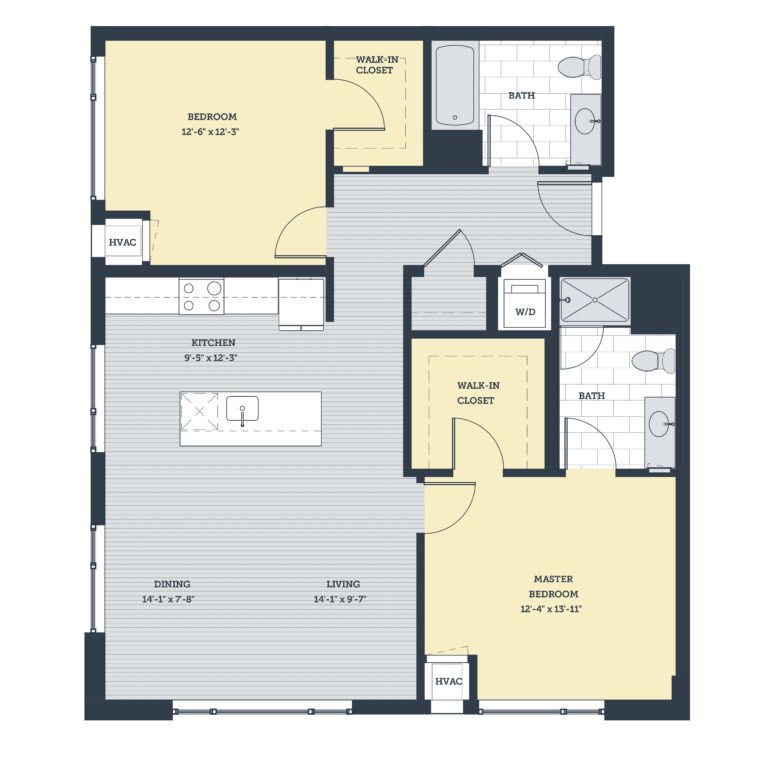 WALK-IN
CLOSET
BATH
BEDROOM
12'-6" x 12'-3"
HVAC
W/D
KITCHEN
9'-5" x 12'-3"
WALK-IN
CLOSET
BATH
DINING
14'-1" x 7'-8"
LIVING
14'-1" x 9'-7"
MASTER
BEDROOM
12'-4" x 13'-11"
HVAC